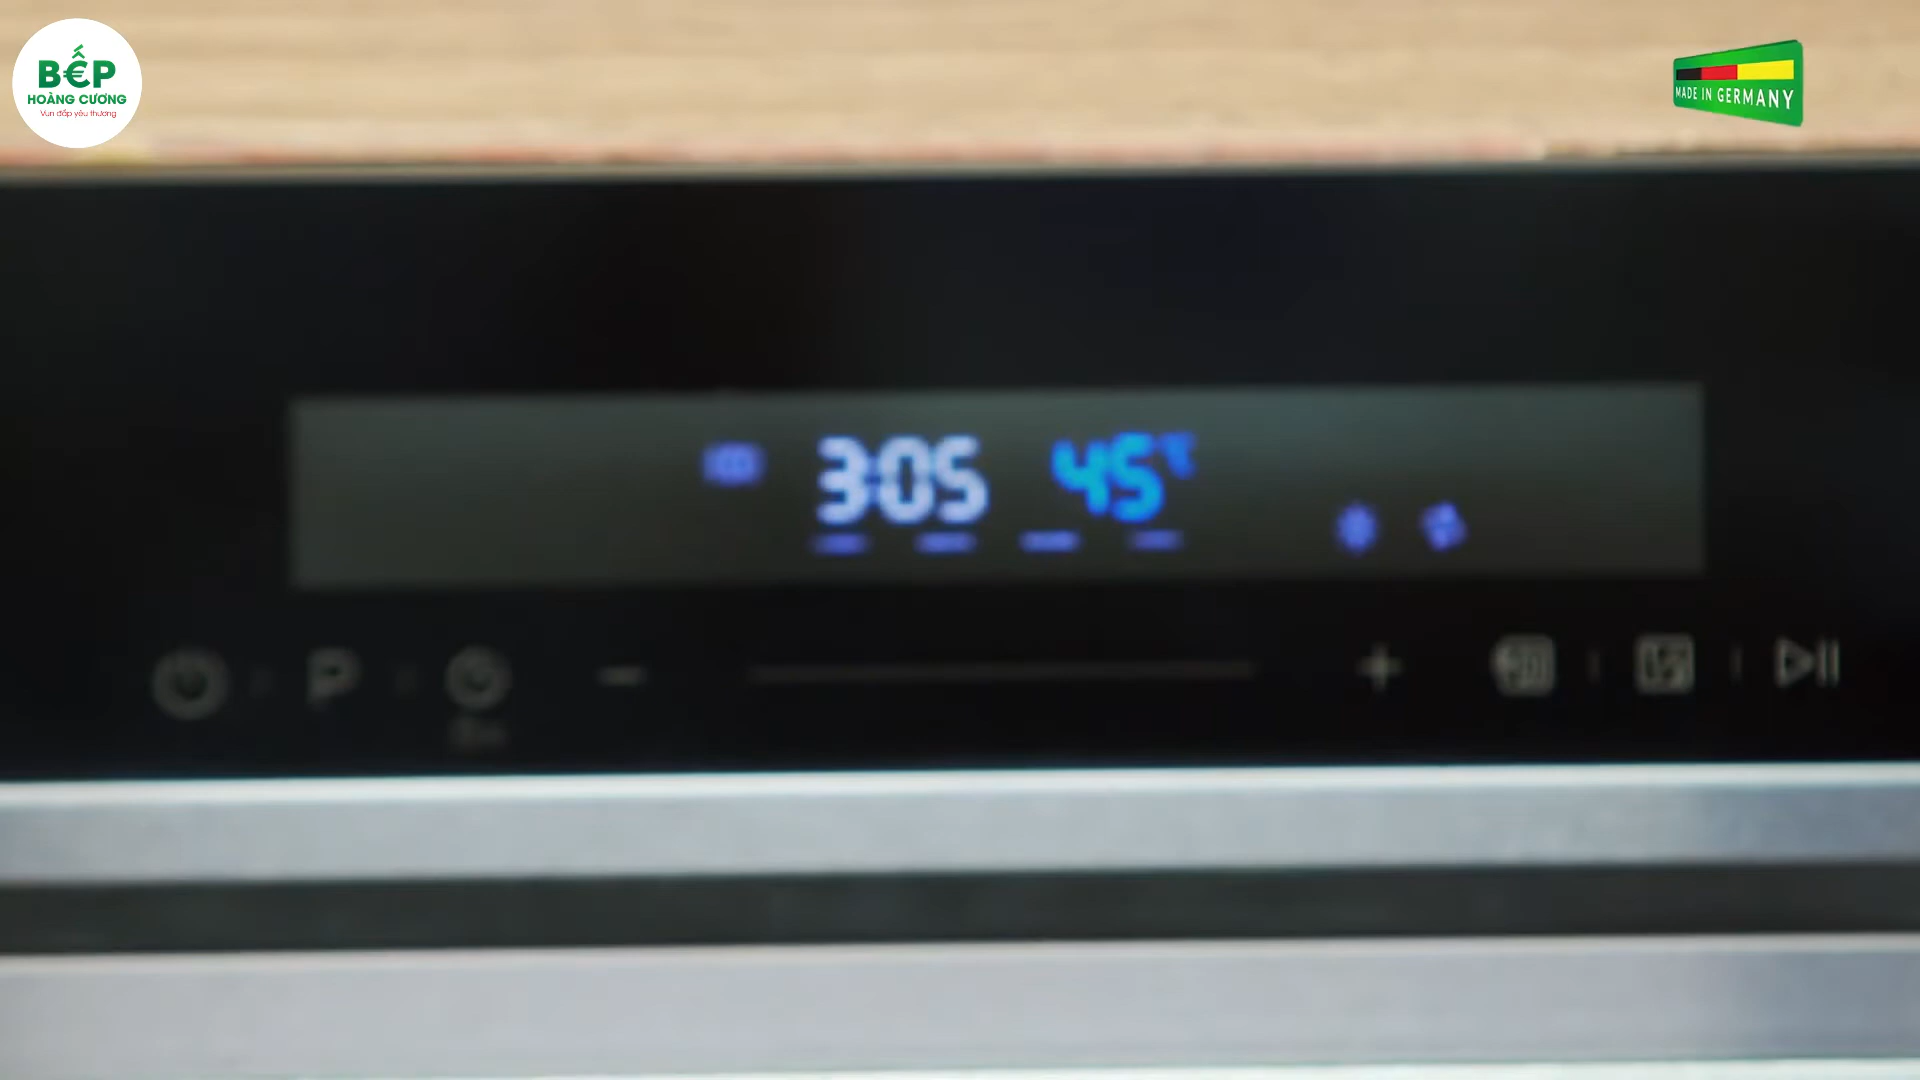 BẾP
HOÀNG CƯƠNG
Vun đắp yêu thương
MADE IN GERMANY
3:05 45°C
P